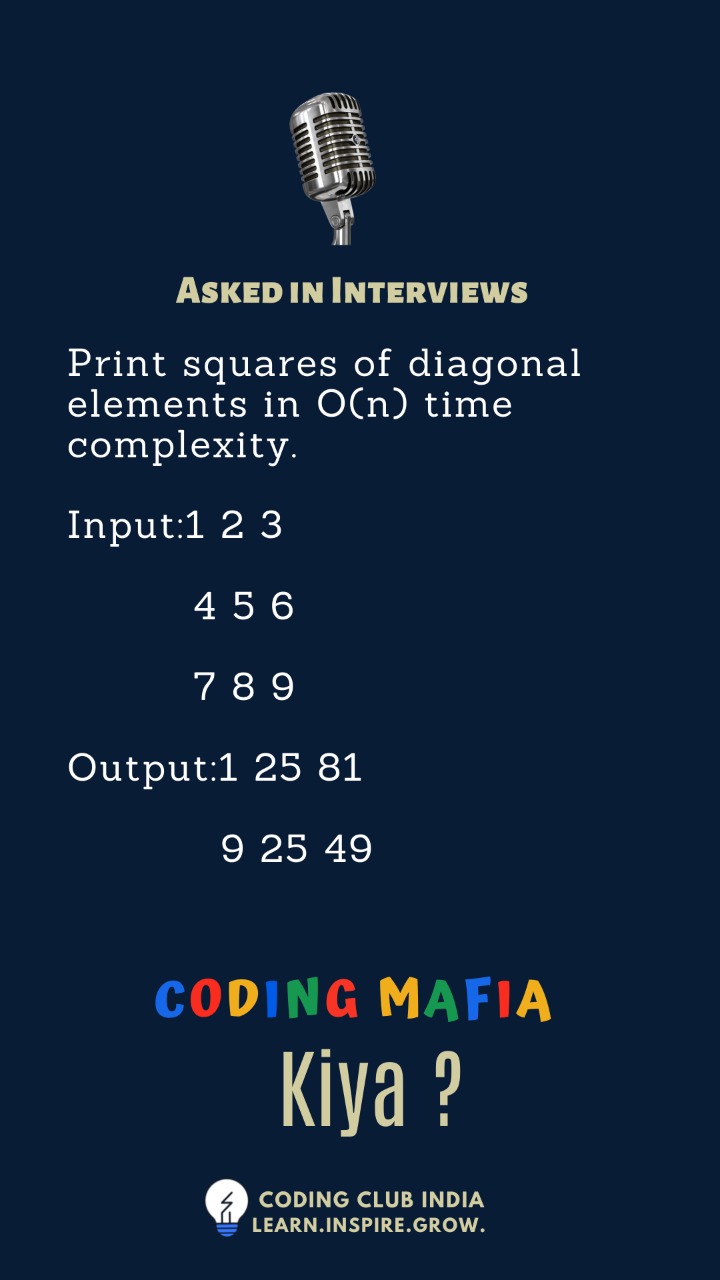 Asked in Interviews
Print squares of diagonal
elements in O(n) time
complexity.
Input:1 2 3
4 5 6
7 8 9
Output:1 25 81
9 25 49
CODING MAFIA
Kiya ?
CODING CLUB INDIA
LEARN.INSPIRE.GROW.